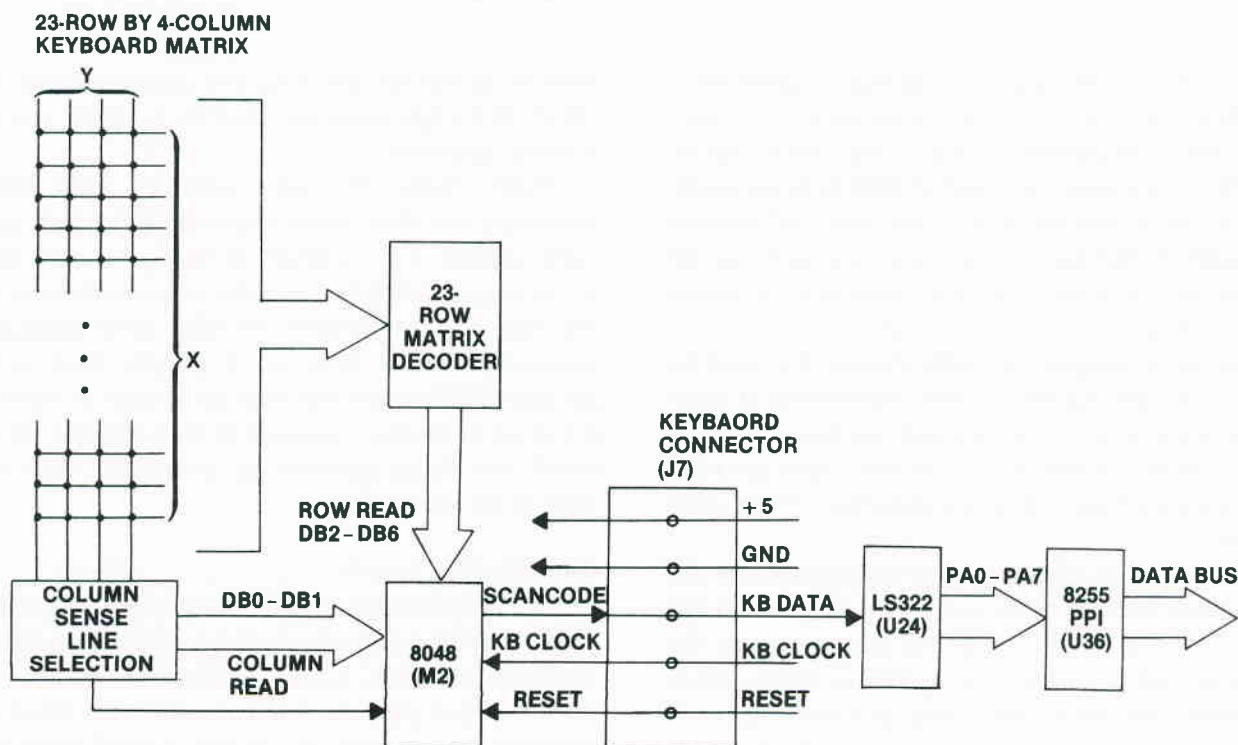 23-ROW BY 4-COLUMN
KEYBOARD MATRIX
Y
X
23-
ROW
MATRIX
DECODER
ROW READ
DB2-DB6
KEYBAORD
CONNECTOR
(J7)
+5
GND
COLUMN
SENSE
LINE
SELECTION
DB0-DB1
COLUMN
READ
8048
(M2)
SCANCODE
KB CLOCK
RESET
KB DATA
KB CLOCK
RESET
LS322
(U24)
PA0-PA7
8255
PPI
(U36)
DATA BUS